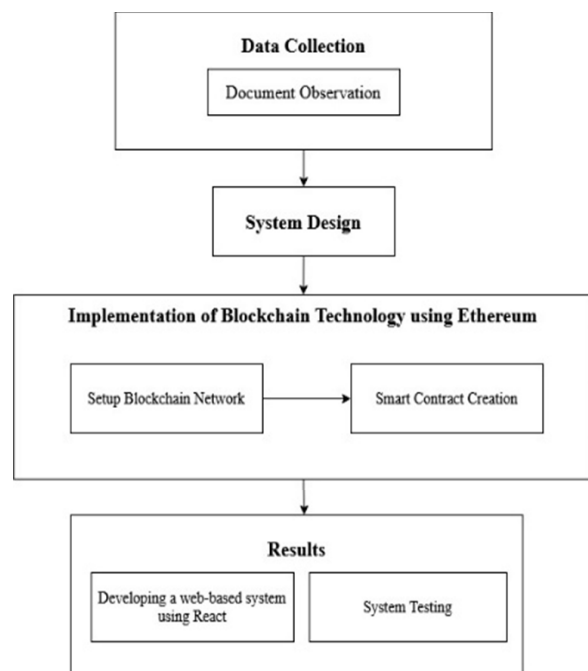 Data Collection
Document Observation
System Design
Implementation of Blockchain Technology using Ethereum
Setup Blockchain Network
Smart Contract Creation
Results
Developing a web-based system
using React
System Testing